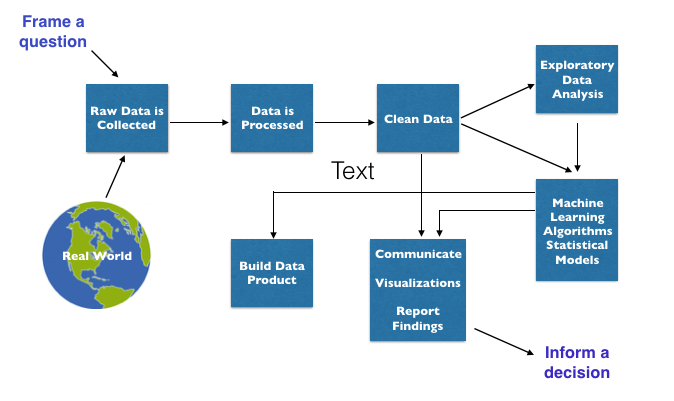 Frame a
question
Raw Data is
Collected
Data is
Processed
Clean Data
Exploratory
Data
Analysis
Text
Machine
Learning
Algorithms
Statistical
Models
Real World
Build Data
Product
Communicate
Visualizations
Report
Findings
Inform a
decision